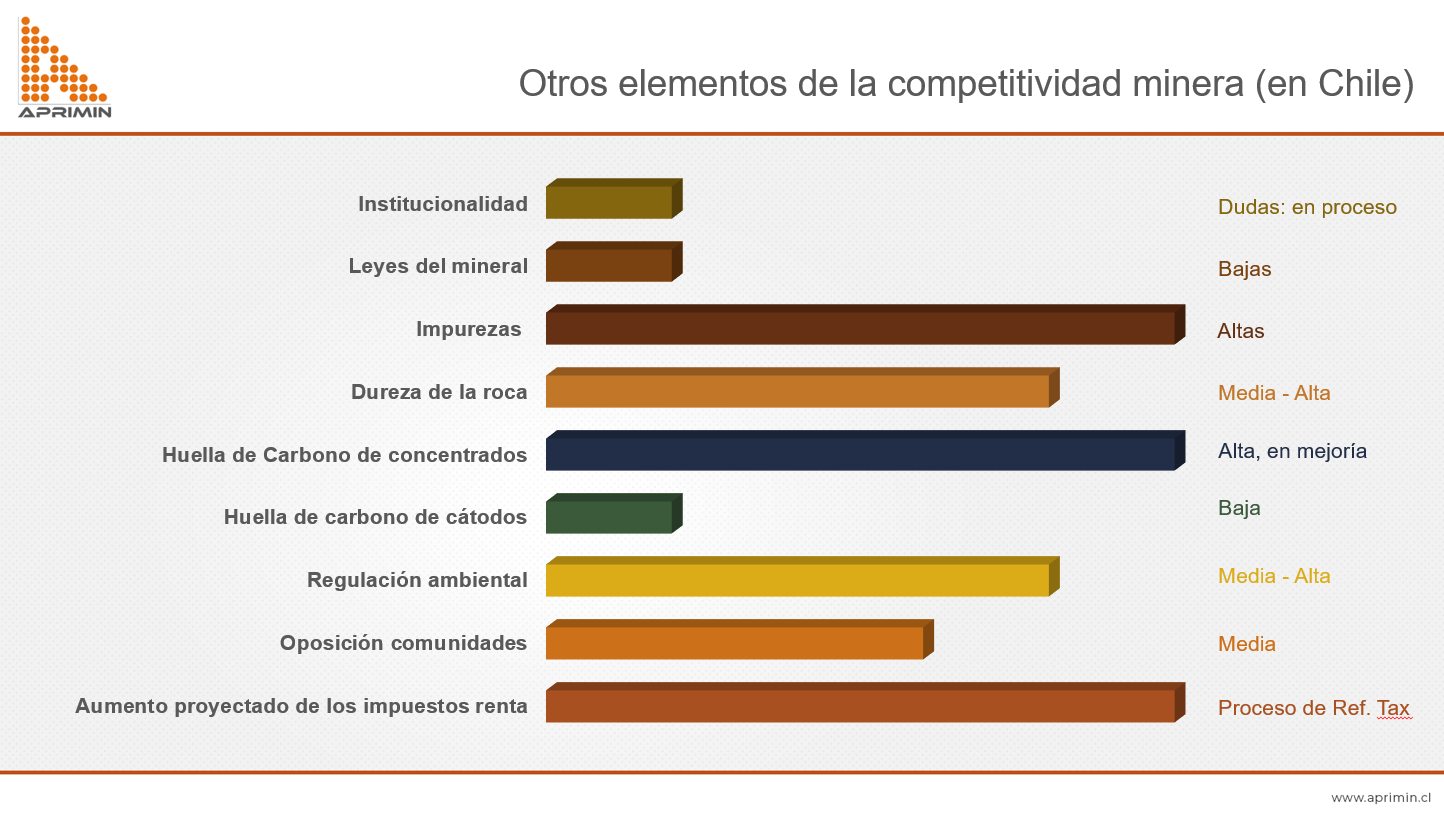 APRIMIN
Otros elementos de la competitividad minera (en Chile)
Institucionalidad
Dudas: en proceso
Leyes del mineral
Bajas
Impurezas
Altas
Dureza de la roca
Media - Alta
Huella de Carbono de concentrados
Alta, en mejoría
Huella de carbono de cátodos
Baja
Regulación ambiental
Media - Alta
Oposición comunidades
Media
Aumento proyectado de los impuestos renta
Proceso de Ref. Tax
www.aprimin.cl